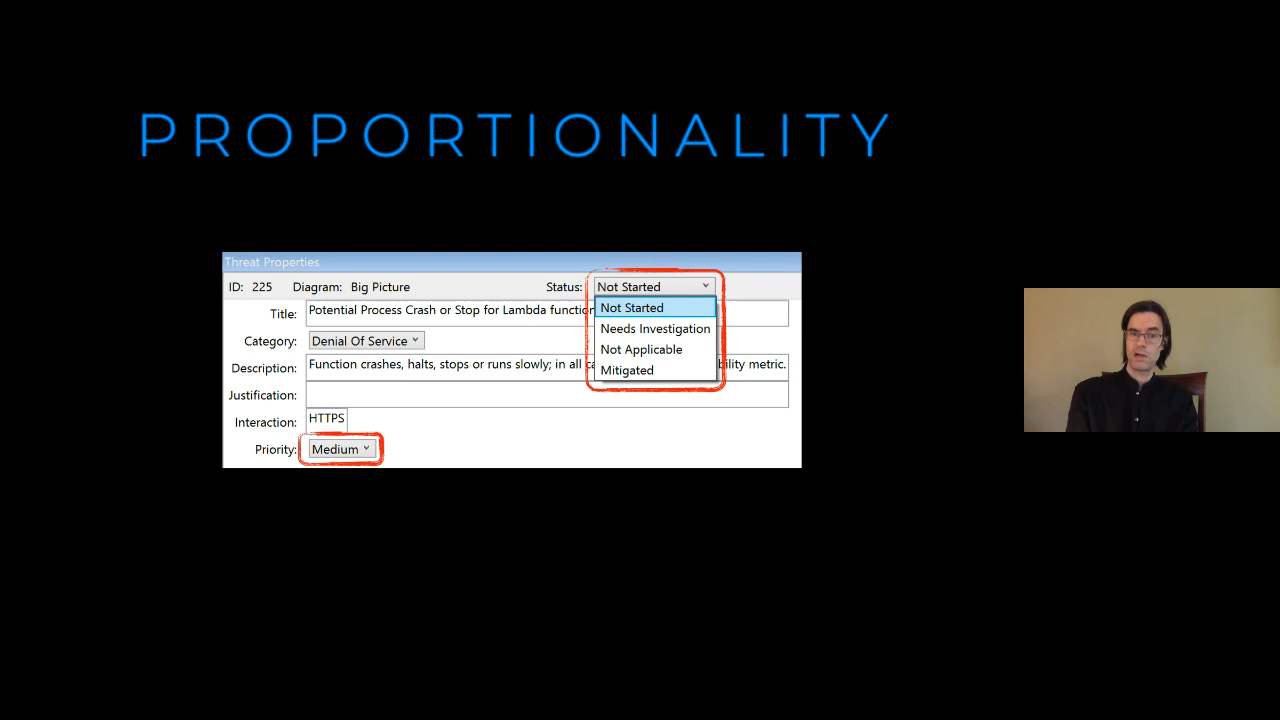 PROPORTIONALITY
Threat Properties
ID: 225 Diagram: Big Picture Status: Not Started
Not Started
Needs Investigation
Not Applicable
Mitigated
Title: Potential Process Crash or Stop for Lambda function
Category: Denial Of Service
Description: Function crashes, halts, stops or runs slowly; in all metric.
Justification:
Interaction: HTTPS
Priority: Medium